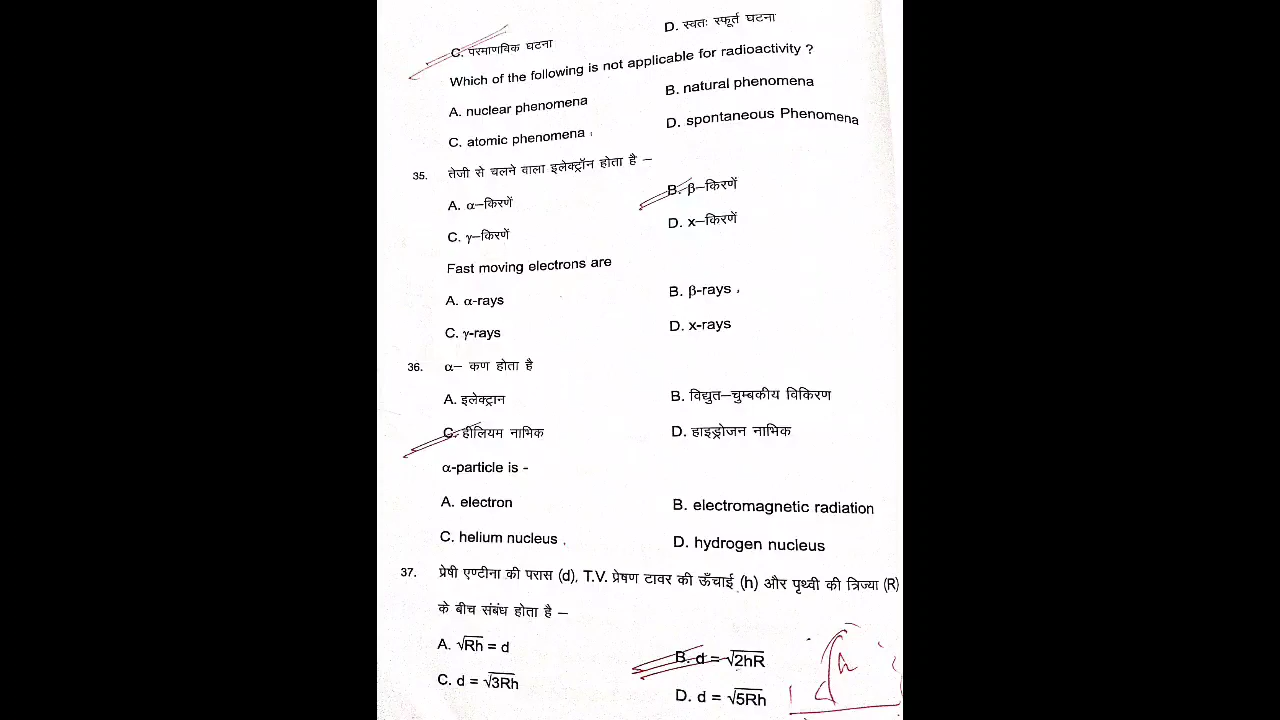 C. परमाणविक घटना D. स्वतः स्फूर्त घटना
Which of the following is not applicable for radioactivity ?
A. nuclear phenomena B. natural phenomena
C. atomic phenomena D. spontaneous Phenomena
35. तेजी से चलने वाला इलेक्ट्रॉन होता है –
A. α–किरणें B. β–किरणें
C. γ–किरणें D. x–किरणें
Fast moving electrons are
A. α-rays B. β-rays
C. γ-rays D. x-rays
36. α– कण होता है
A. इलेक्ट्रान B. विद्युत–चुम्बकीय विकिरण
C. हीलियम नाभिक D. हाइड्रोजन नाभिक
α-particle is -
A. electron B. electromagnetic radiation
C. helium nucleus D. hydrogen nucleus
37. प्रेषी एण्टीना की परास (d), T.V. प्रेषण टावर की ऊँचाई (h) और पृथ्वी की त्रिज्या (R)
के बीच संबंध होता है –
A. √Rh = d B. d = √2hR
C. d = √3Rh D. d = √5Rh
h